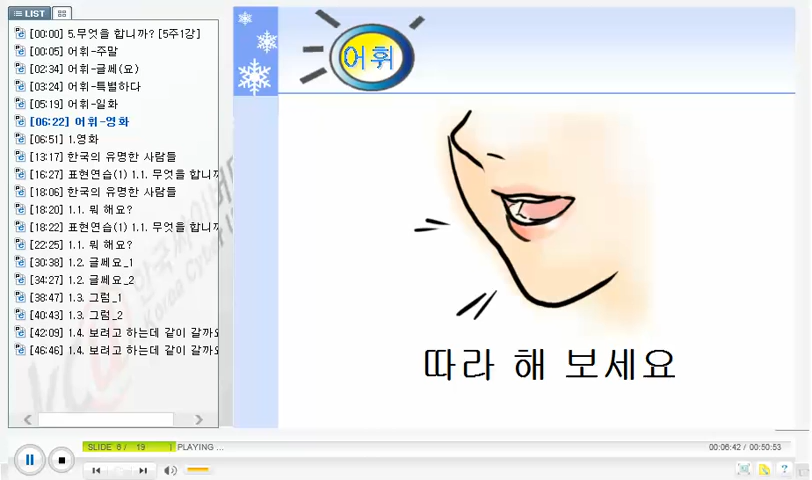 LIST
[00:00] 5.무엇을 합니까? [5주1강]
[00:05] 어휘-주말
[02:34] 어휘-글쎄(요)
[03:24] 어휘-특별하다
[05:19] 어휘-일화
[06:22] 어휘-영화
[06:51] 1.영화
[13:17] 한국의 유명한 사람들
[16:27] 표현연습(1) 1.1. 무엇을 합니까
[18:06] 한국의 유명한 사람들
[18:20] 1.1. 뭐 해요?
[18:22] 표현연습(1) 1.1. 무엇을 합니까
[22:25] 1.1. 뭐 해요?
[30:38] 1.2. 글쎄요_1
[34:27] 1.2. 글쎄요_2
[38:47] 1.3. 그럼_1
[40:43] 1.3. 그럼_2
[42:09] 1.4. 보려고 하는데 같이 갈까요
[46:46] 1.4. 보려고 하는데 같이 갈까요
어휘
따라 해 보세요
SLIDE 6 / 19 PLAYING ...
00:06:42 / 00:50:53